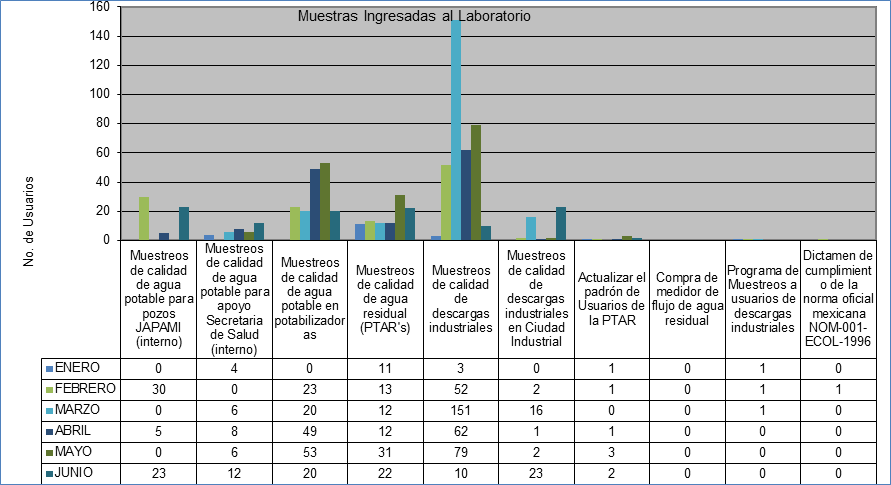 Muestras Ingresadas al Laboratorio
No. de Usuarios
160
140
120
100
80
60
40
20
0
Muestreos
de calidad
de agua
potable para
pozos
JAPAMI
(interno)
Muestreos
de calidad
de agua
potable para
apoyo
Secretaria
de Salud
(interno)
Muestreos
de calidad
de agua
potable en
potabilizador
as
Muestreos
de calidad
de agua
residual
(PTAR's)
Muestreos
de calidad
de
descargas
industriales
Muestreos
de calidad
de
descargas
industriales
en Ciudad
Industrial
Actualizar el
padrón de
Usuarios de
la PTAR
Compra de
medidor de
flujo de agua
residual
Programa de
Muestreos a
usuarios de
descargas
industriales
Dictamen de
cumplimient
o de la
norma oficial
mexicana
NOM-001-
ECOL-1996
ENERO 0 4 0 11 3 1 0 1 0
FEBRERO 30 0 23 13 52 2 1 0 1 1
MARZO 0 6 20 12 151 16 0 0 1 0
ABRIL 5 8 49 12 62 1 1 0 0 0
MAYO 0 6 53 31 79 2 3 0 0 0
JUNIO 23 12 20 22 10 23 2 0 0 0